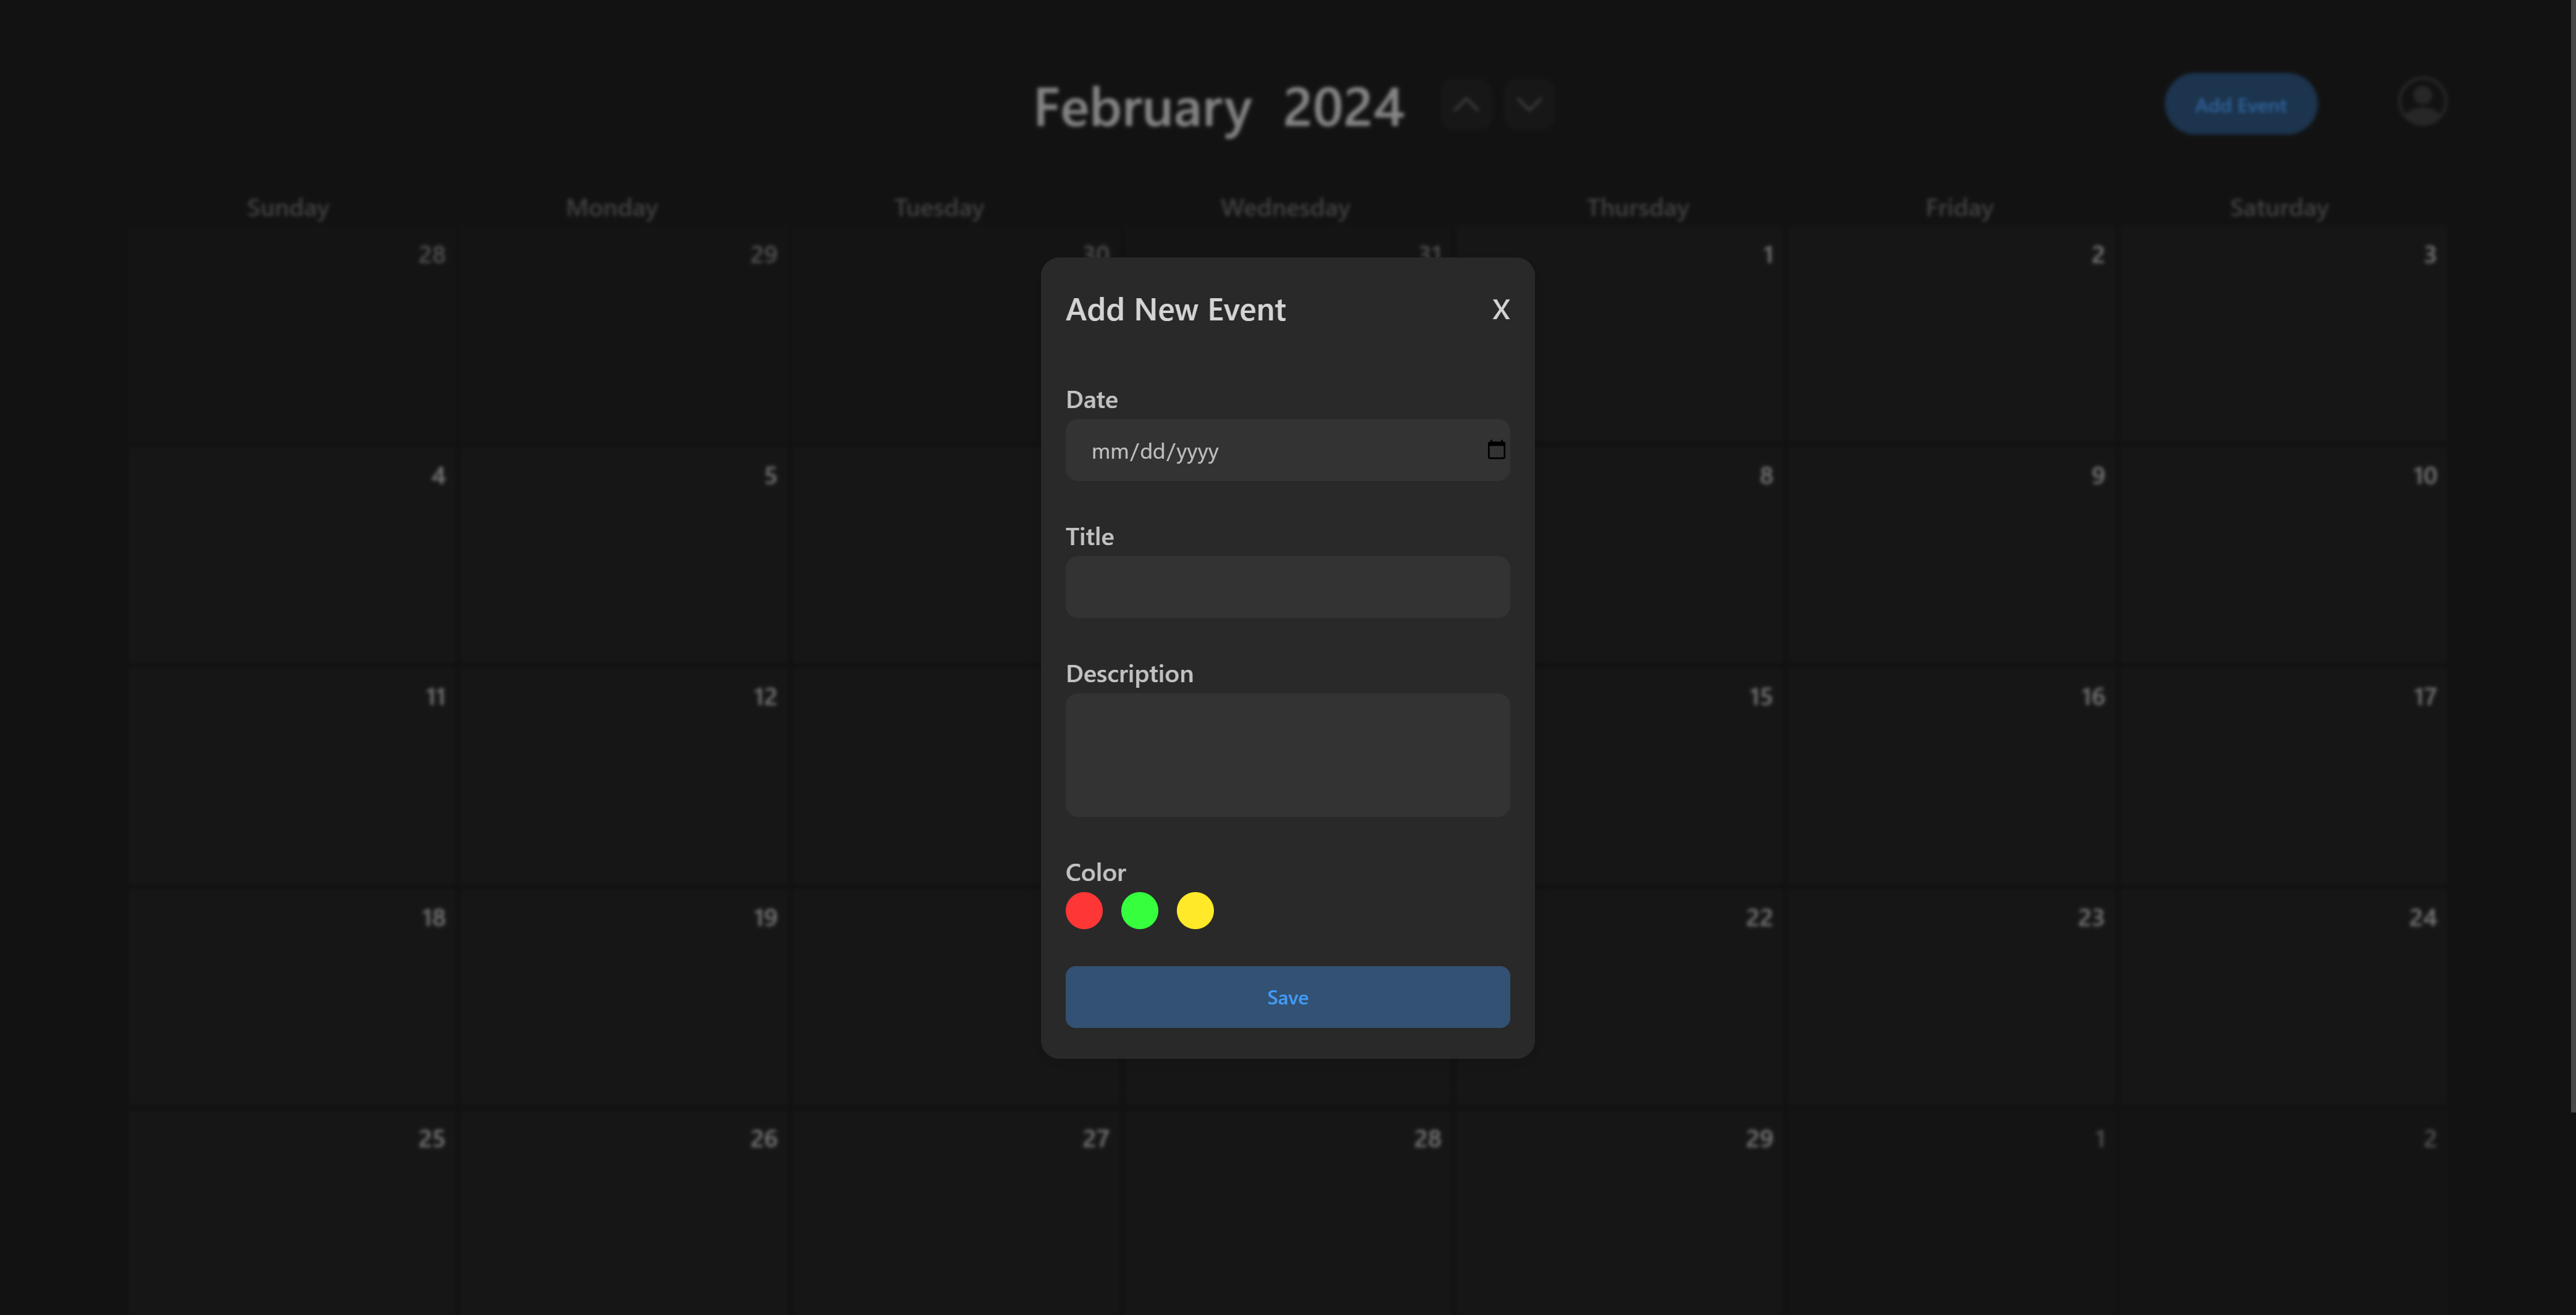 February 2024
Add Event
Sunday Monday Tuesday Wednesday Thursday Friday Saturday
28 29 30 31 1 2 3
Add New Event X
Date
mm/dd/yyyy
4 5 8 9 10
Title
Description
11 12 15 16 17
Color
18 19 22 23 24
Save
25 26 27 28 29 1 2